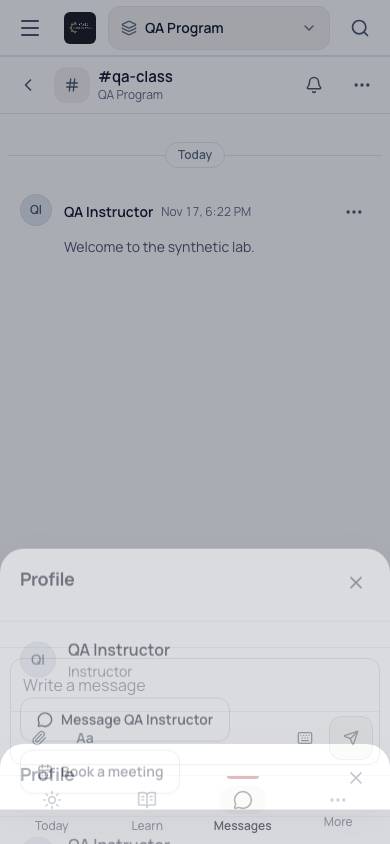 QA Program
#qa-class
QA Program
Today
QI
QA Instructor Nov 17, 6:22 PM
Welcome to the synthetic lab.
Profile
QI
QA Instructor
Instructor
Write a message
Message QA Instructor
Aa
Book a meeting
Profile
Today
Learn
Messages
More
QA Instructor